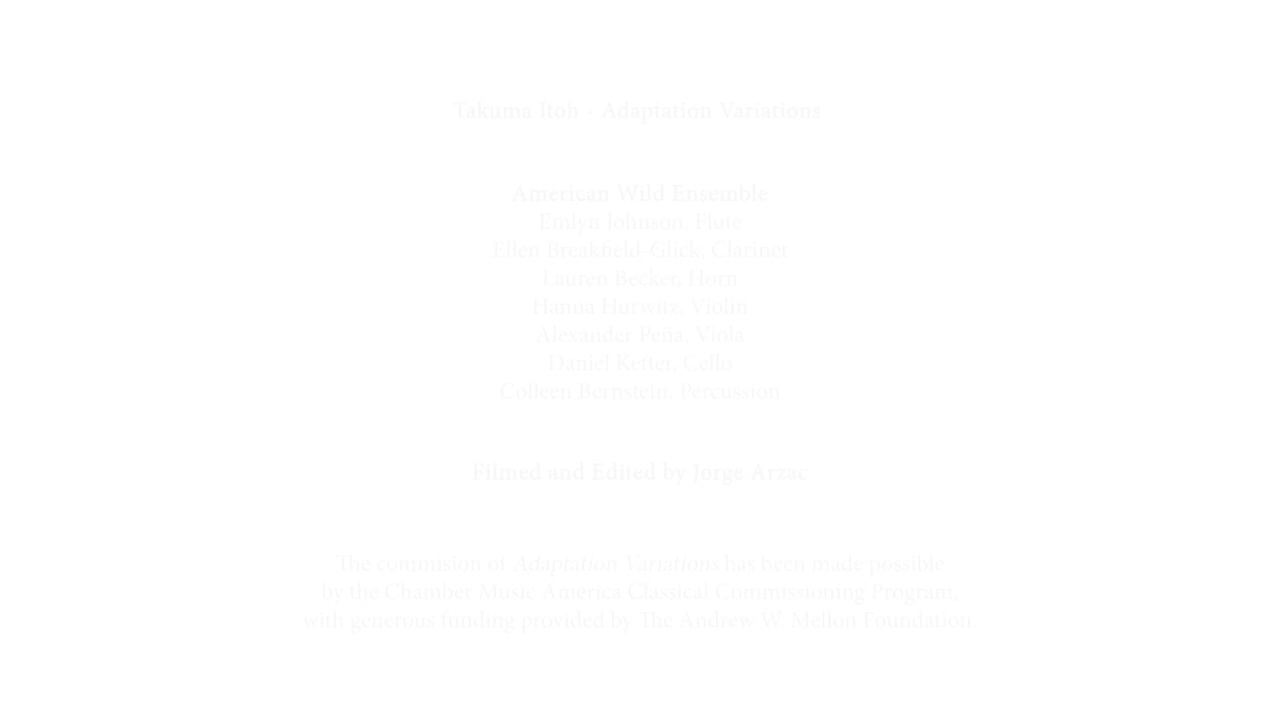 Takuma Itoh - Adaptation Variations
American Wild Ensemble
Emlyn Johnson, Flute
Ellen Breakfield-Glick, Clarinet
Lauren Becker, Horn
Hanna Hurwitz, Violin
Alexander Peña, Viola
Daniel Ketter, Cello
Colleen Bernstein, Percussion
Filmed and Edited by Jorge Arzac
The commision of Adaptation Variations has been made possible
by the Chamber Music America Classical Commissioning Program,
with generous funding provided by The Andrew W. Mellon Foundation